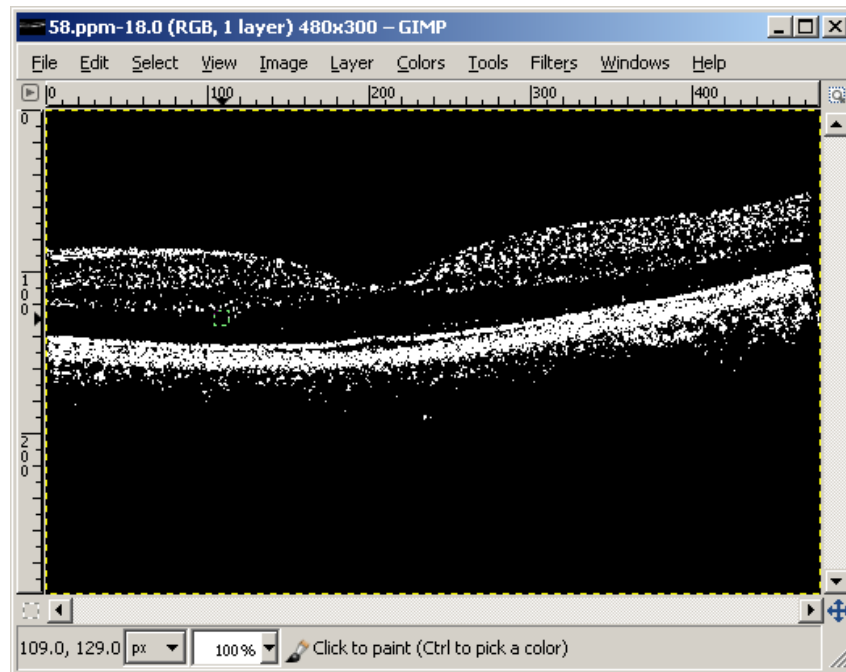 58.ppm-18.0 (RGB, 1 layer) 480x300 – GIMP
File Edit Select View Image Layer Colors Tools Filters Windows Help
0 100 200 300 400
0
100
200
109.0, 129.0 px 100% Click to paint (Ctrl to pick a color)